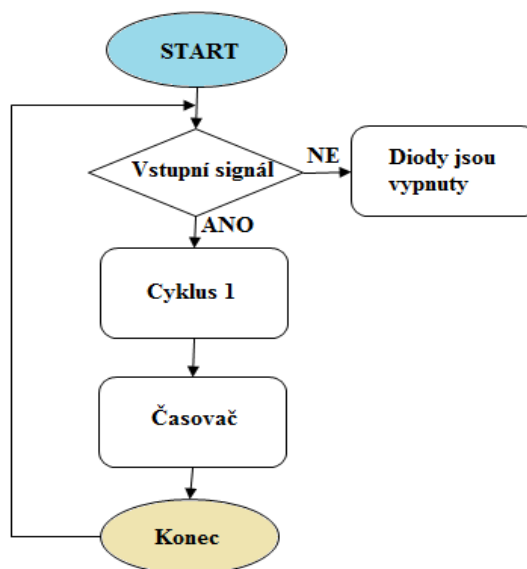 START
Vstupní signál
NE
Diody jsou
vypnuty
ANO
Cyklus 1
Časovač
Konec